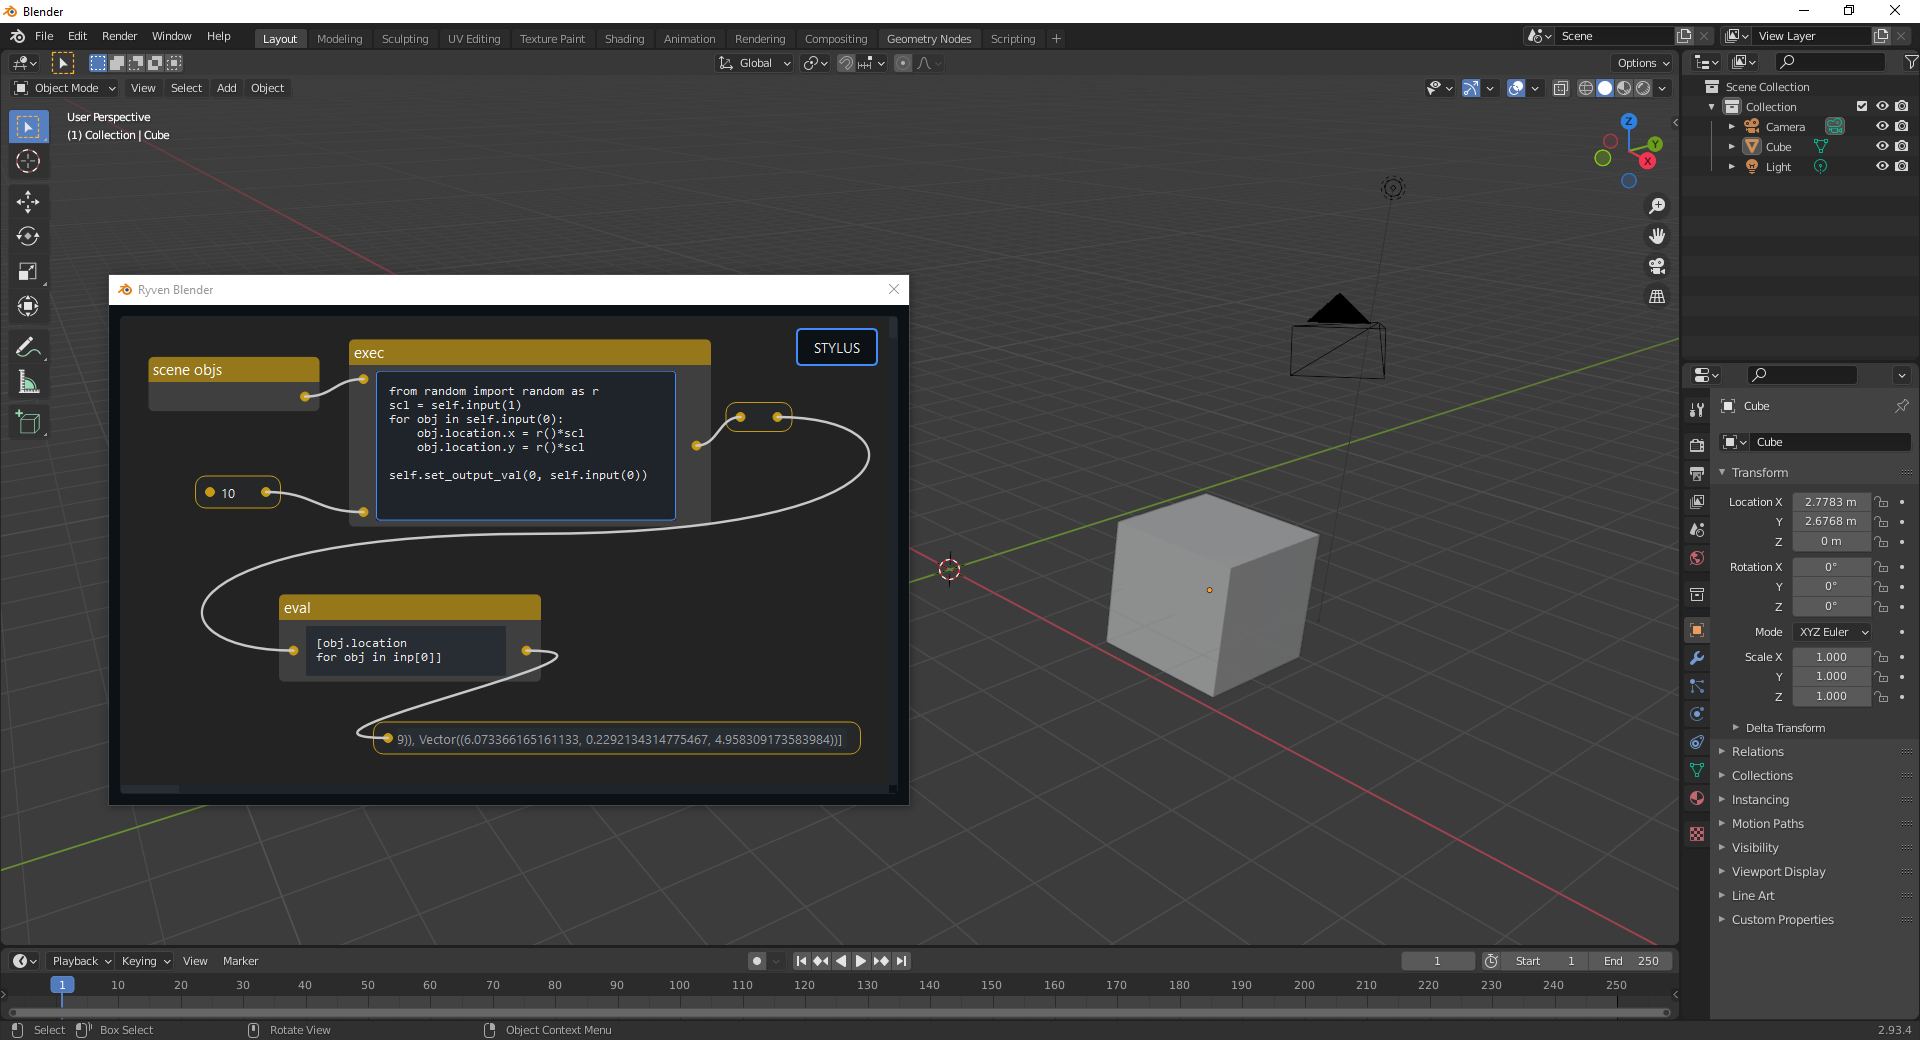 Blender
File Edit Render Window Help Layout Modeling Sculpting UV Editing Texture Paint Shading Animation Rendering Compositing Geometry Nodes Scripting + Scene View Layer
Global Options
Object Mode View Select Add Object
User Perspective
(1) Collection | Cube
Z
Y
X
Scene Collection
Collection
Camera
Cube
Light
Ryven Blender
STYLUS
scene objs
exec
from random import random as r
scl = self.input(1)
for obj in self.input(0):
    obj.location.x = r()*scl
    obj.location.y = r()*scl
self.set_output_val(0, self.input(0))
10
eval
[obj.location
for obj in inp[0]]
9)), Vector((6.073366165161133, 0.2292134314775467, 4.958309173583984))]
Cube
Cube
Transform
Location X 2.7783 m
Y 2.6768 m
Z 0 m
Rotation X 0°
Y 0°
Z 0°
Mode XYZ Euler
Scale X 1.000
Y 1.000
Z 1.000
Delta Transform
Relations
Collections
Instancing
Motion Paths
Visibility
Viewport Display
Line Art
Custom Properties
Playback Keying View Marker 1 Start 1 End 250
1 10 20 30 40 50 60 70 80 90 100 110 120 130 140 150 160 170 180 190 200 210 220 230 240 250
Select Box Select Rotate View Object Context Menu 2.93.4